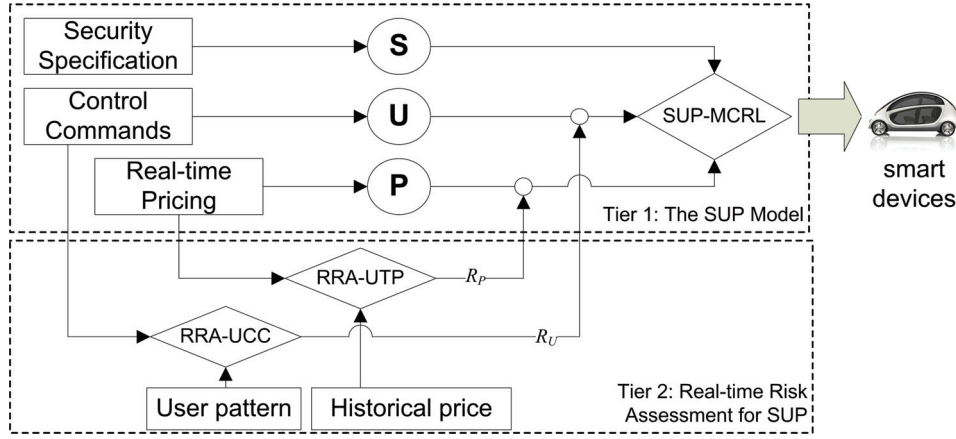 Security
Specification
S
Control
Commands
U
SUP-MCRL
Real-time
Pricing
P
smart
devices
Tier 1: The SUP Model
RRA-UTP
R_P
RRA-UCC
R_U
User pattern
Historical price
Tier 2: Real-time Risk
Assessment for SUP